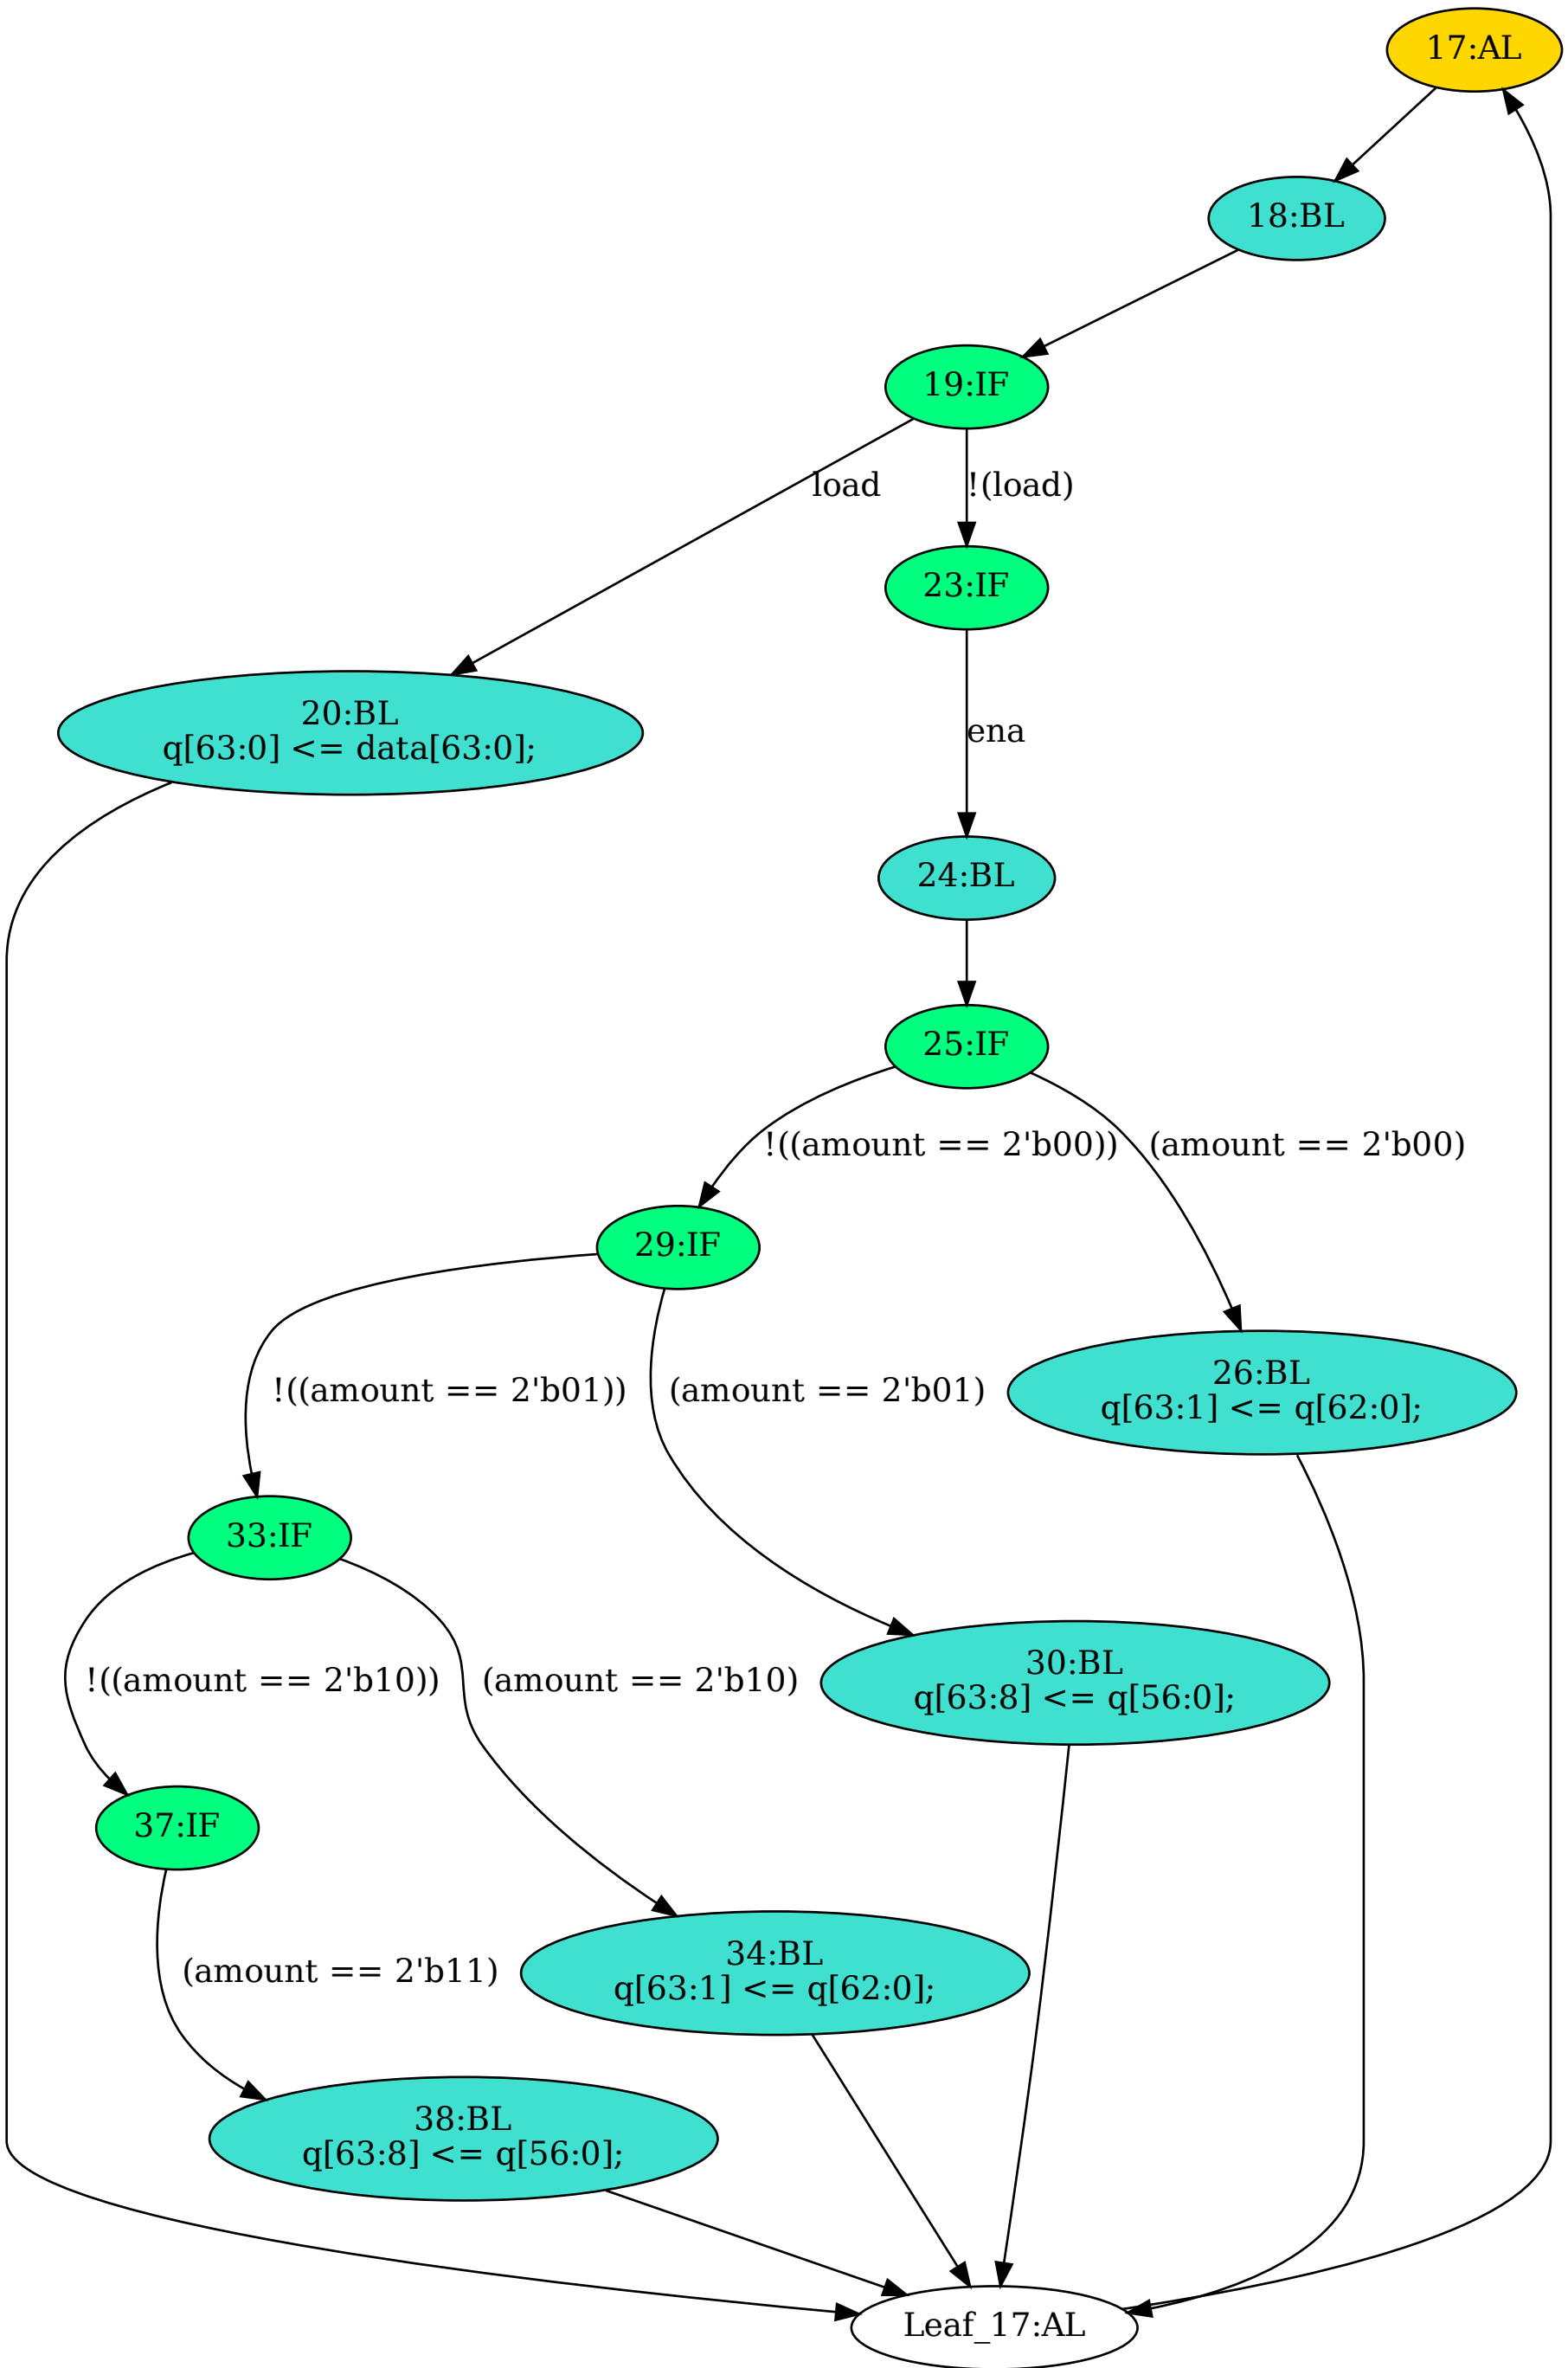 17:AL
18:BL
19:IF
load
!(load)
23:IF
20:BL
q[63:0] <= data[63:0];
ena
24:BL
25:IF
!((amount == 2'b00))
(amount == 2'b00)
29:IF
!((amount == 2'b01))
(amount == 2'b01)
26:BL
q[63:1] <= q[62:0];
33:IF
!((amount == 2'b10))
(amount == 2'b10)
30:BL
q[63:8] <= q[56:0];
37:IF
(amount == 2'b11)
34:BL
q[63:1] <= q[62:0];
38:BL
q[63:8] <= q[56:0];
Leaf_17:AL